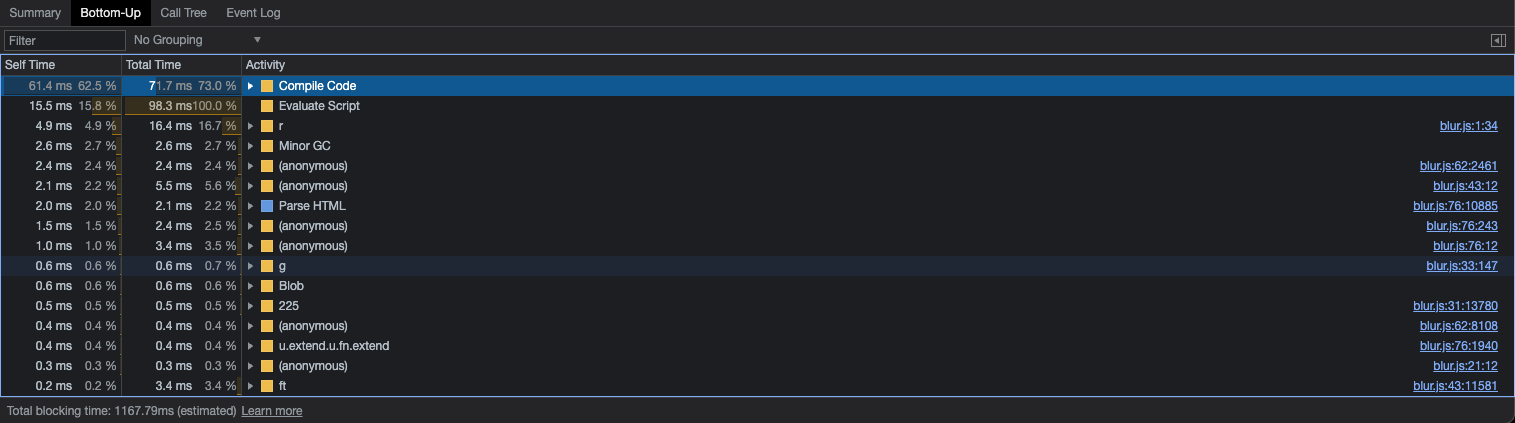 Summary Bottom-Up Call Tree Event Log
Filter No Grouping
Self Time Total Time Activity
61.4 ms 62.5 % 71.7 ms 73.0 % Compile Code
15.5 ms 15.8 % 98.3 ms 100.0 % Evaluate Script
4.9 ms 4.9 % 16.4 ms 16.7 % r blur.js:1:34
2.6 ms 2.7 % 2.6 ms 2.7 % Minor GC
2.4 ms 2.4 % 2.4 ms 2.4 % (anonymous) blur.js:62:2461
2.1 ms 2.2 % 5.5 ms 5.6 % (anonymous) blur.js:43:12
2.0 ms 2.0 % 2.1 ms 2.2 % Parse HTML blur.js:76:10885
1.5 ms 1.5 % 2.4 ms 2.5 % (anonymous) blur.js:76:243
1.0 ms 1.0 % 3.4 ms 3.5 % (anonymous) blur.js:76:12
0.6 ms 0.6 % 0.6 ms 0.7 % g blur.js:33:147
0.6 ms 0.6 % 0.6 ms 0.6 % Blob
0.5 ms 0.5 % 0.5 ms 0.5 % 225 blur.js:31:13780
0.4 ms 0.4 % 0.4 ms 0.4 % (anonymous) blur.js:62:8108
0.4 ms 0.4 % 0.4 ms 0.4 % u.extend.u.fn.extend blur.js:76:1940
0.3 ms 0.3 % 0.3 ms 0.3 % (anonymous) blur.js:21:12
0.2 ms 0.2 % 3.4 ms 3.4 % ft blur.js:43:11581
Total blocking time: 1167.79ms (estimated) Learn more